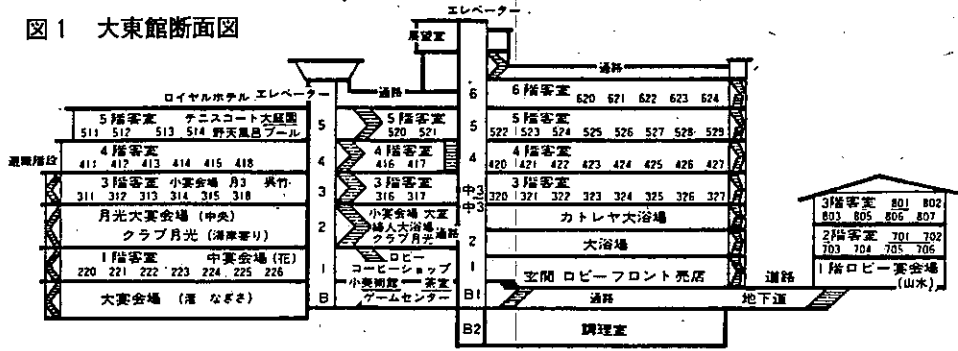 図1 大東館断面図
エレベーター
展望室
通路
ロイヤルホテル エレベーター 通路
6 6階客室 620 621 622 623 624
5階客室 テニスコート 大庭園
511 512 513 514 野天風呂 プール
5
5階客室
520 521
5
5階客室
522 523 524 525 526 527 528 529
避難階段
4階客室
411 412 413 414 415 418
4
4階客室
416 417
4
4階客室
420 421 422 423 424 425 426 427
3階客室 小宴会場 月3 呉竹
311 312 313 314 315 318
3
3階客室
316 317
中3
中3
3階客室
320 321 322 323 324 325 326 327
月光大宴会場 (中央)
クラブ月光 (海岸寄り)
2
小宴会場 大室
婦人大浴場
クラブ月光 通路
カトレヤ大浴場
2
大浴場
1階客室 中宴会場 (花)
220 221 222 223 224 225 226
1
ロビー
コーヒーショップ
1
玄関 ロビー フロント 売店
道路
大宴会場 (渚 なぎさ)
B
小美術館 茶室
ゲームセンター
B1
通路
地下道
B2
調理室
3階客室 801 802
803 805 806 807
2階客室 701 702
703 704 705 706
1階ロビー 宴会場
(山水)